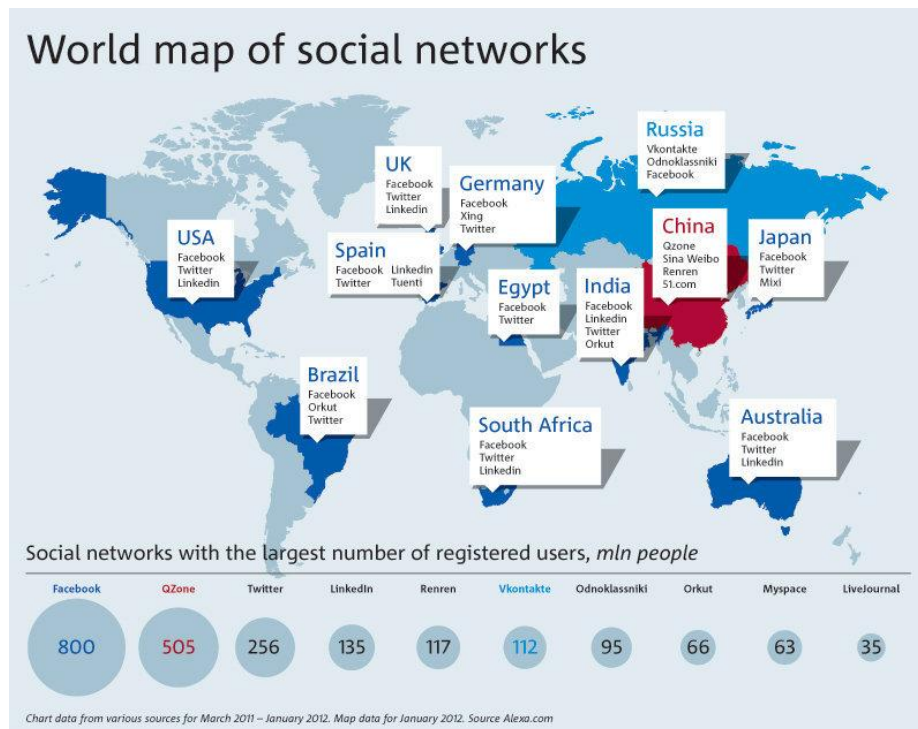 World map of social networks
Russia
Vkontakte
Odnoklassniki
Facebook
UK
Facebook
Twitter
Linkedin
Germany
Facebook
Xing
Twitter
USA
Facebook
Twitter
Linkedin
Spain
Facebook Linkedin
Twitter Tuenti
China
Qzone
Sina Weibo
Renren
51.com
Japan
Facebook
Twitter
Mixi
Egypt
Facebook
Twitter
India
Facebook
Linkedin
Twitter
Orkut
Brazil
Facebook
Orkut
Twitter
South Africa
Facebook
Twitter
Linkedin
Australia
Facebook
Twitter
Linkedin
Social networks with the largest number of registered users, mln people
Facebook QZone Twitter LinkedIn Renren Vkontakte Odnoklassniki Orkut Myspace LiveJournal
800 505 256 135 117 112 95 66 63 35
Chart data from various sources for March 2011 – January 2012. Map data for January 2012. Source Alexa.com